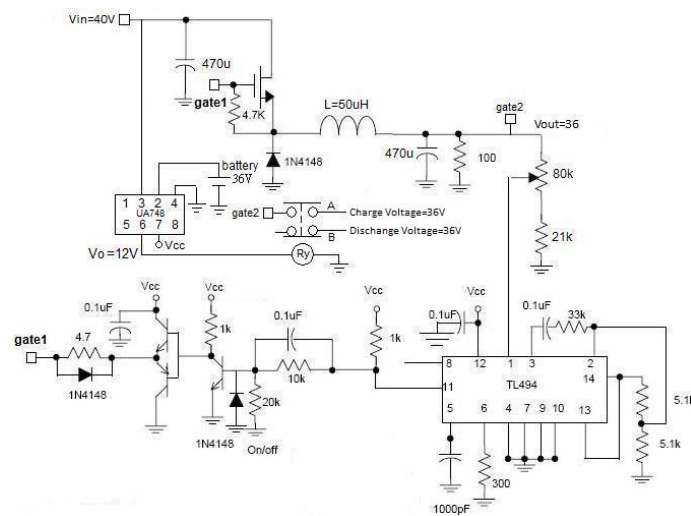 Vin=40V
470u
gate1
4.7K
L=50uH
gate2
Vout=36
1N4148
470u
100
80k
battery
36V
1 3 2 4
UA748
5 6 7 8
Vcc
gate2
A
Charge Voltage=36V
B
Dischange Voltage=36V
21k
Vo=12V
Ry
Vcc
0.1uF
Vcc
1k
0.1uF
Vcc
1k
Vcc
0.1uF
0.1uF
33k
gate1
4.7
1N4148
10k
20k
1N4148
On/off
8 12 1 3 2
TL494
14
11
5 6 4 7 9 10 13
5.1k
5.1k
300
1000pF